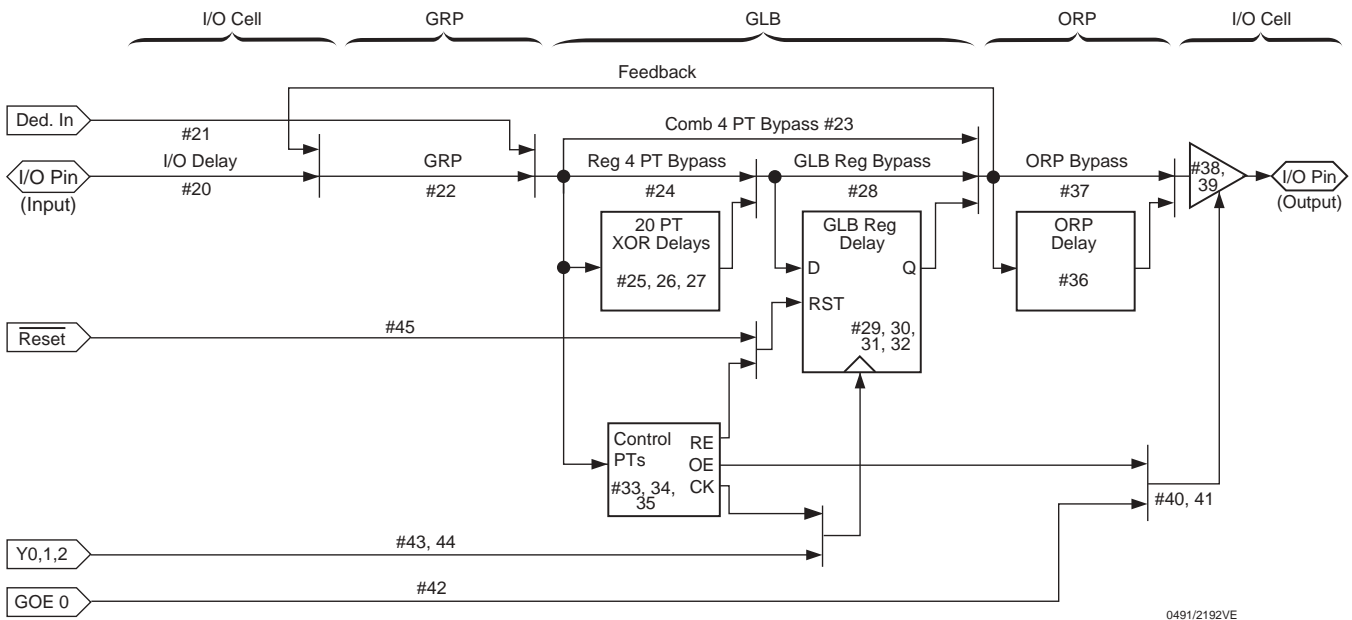 I/O Cell
GRP
GLB
ORP
I/O Cell
Feedback
Ded. In
#21
Comb 4 PT Bypass #23
I/O Pin
(Input)
I/O Delay
#20
GRP
#22
Reg 4 PT Bypass
#24
GLB Reg Bypass
#28
ORP Bypass
#37
#38,
39
I/O Pin
(Output)
20 PT
XOR Delays
#25, 26, 27
GLB Reg
Delay
D
Q
RST
#29, 30,
31, 32
ORP
Delay
#36
Reset
#45
Control
PTs
#33, 34,
35
RE
OE
CK
#40, 41
Y0,1,2
#43, 44
GOE 0
#42
0491/2192VE